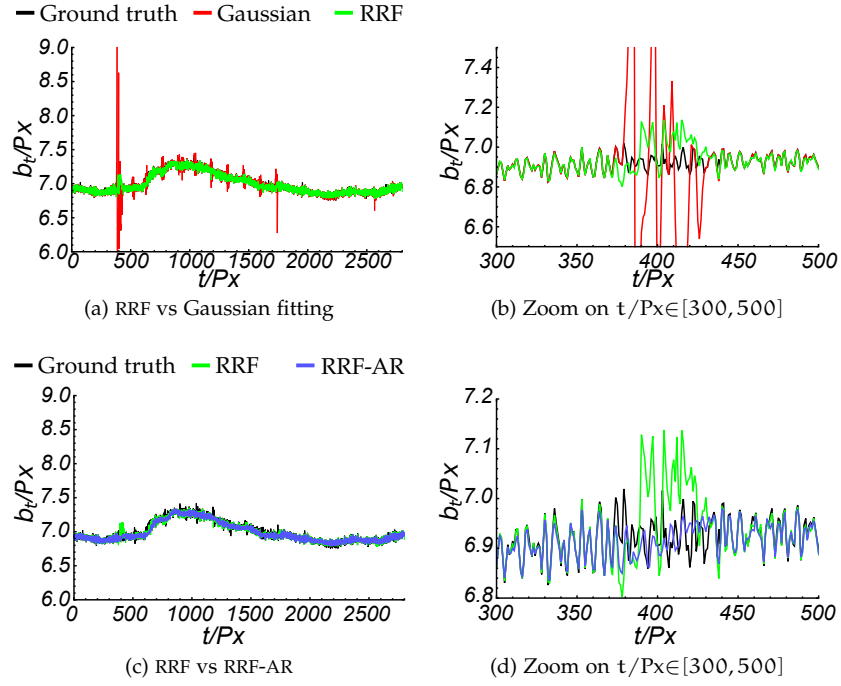 Ground truth Gaussian RRF
9.0
8.5
8.0
7.5
7.0
6.5
6.0
b_t/Px
0 500 1000 1500 2000 2500
t/Px
(a) RRF vs Gaussian fitting
7.4
7.2
7.0
6.8
6.6
b_t/Px
300 350 400 450 500
t/Px
(b) Zoom on t/Px∈[300, 500]
Ground truth RRF RRF-AR
9.0
8.5
8.0
7.5
7.0
6.5
6.0
b_t/Px
0 500 1000 1500 2000 2500
t/Px
(c) RRF vs RRF-AR
7.2
7.1
7.0
6.9
6.8
b_t/Px
300 350 400 450 500
t/Px
(d) Zoom on t/Px∈[300, 500]